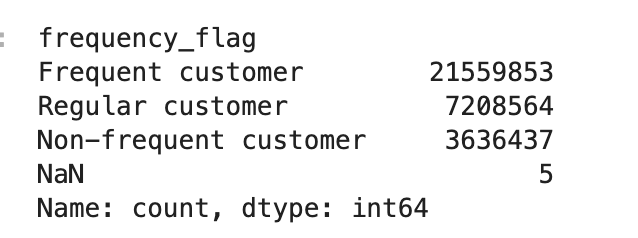 : frequency_flag
Frequent customer 21559853
Regular customer 7208564
Non-frequent customer 3636437
NaN 5
Name: count, dtype: int64